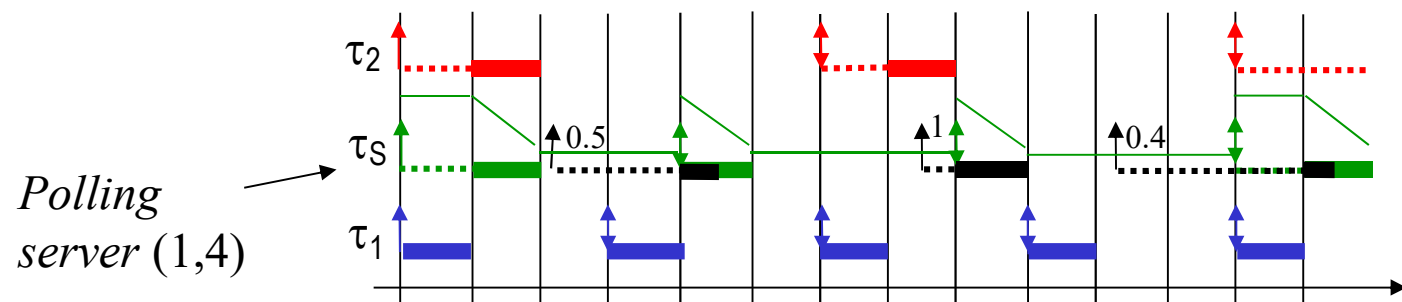 τ2
0.5
1
0.4
τS
Polling
server (1,4)
τ1